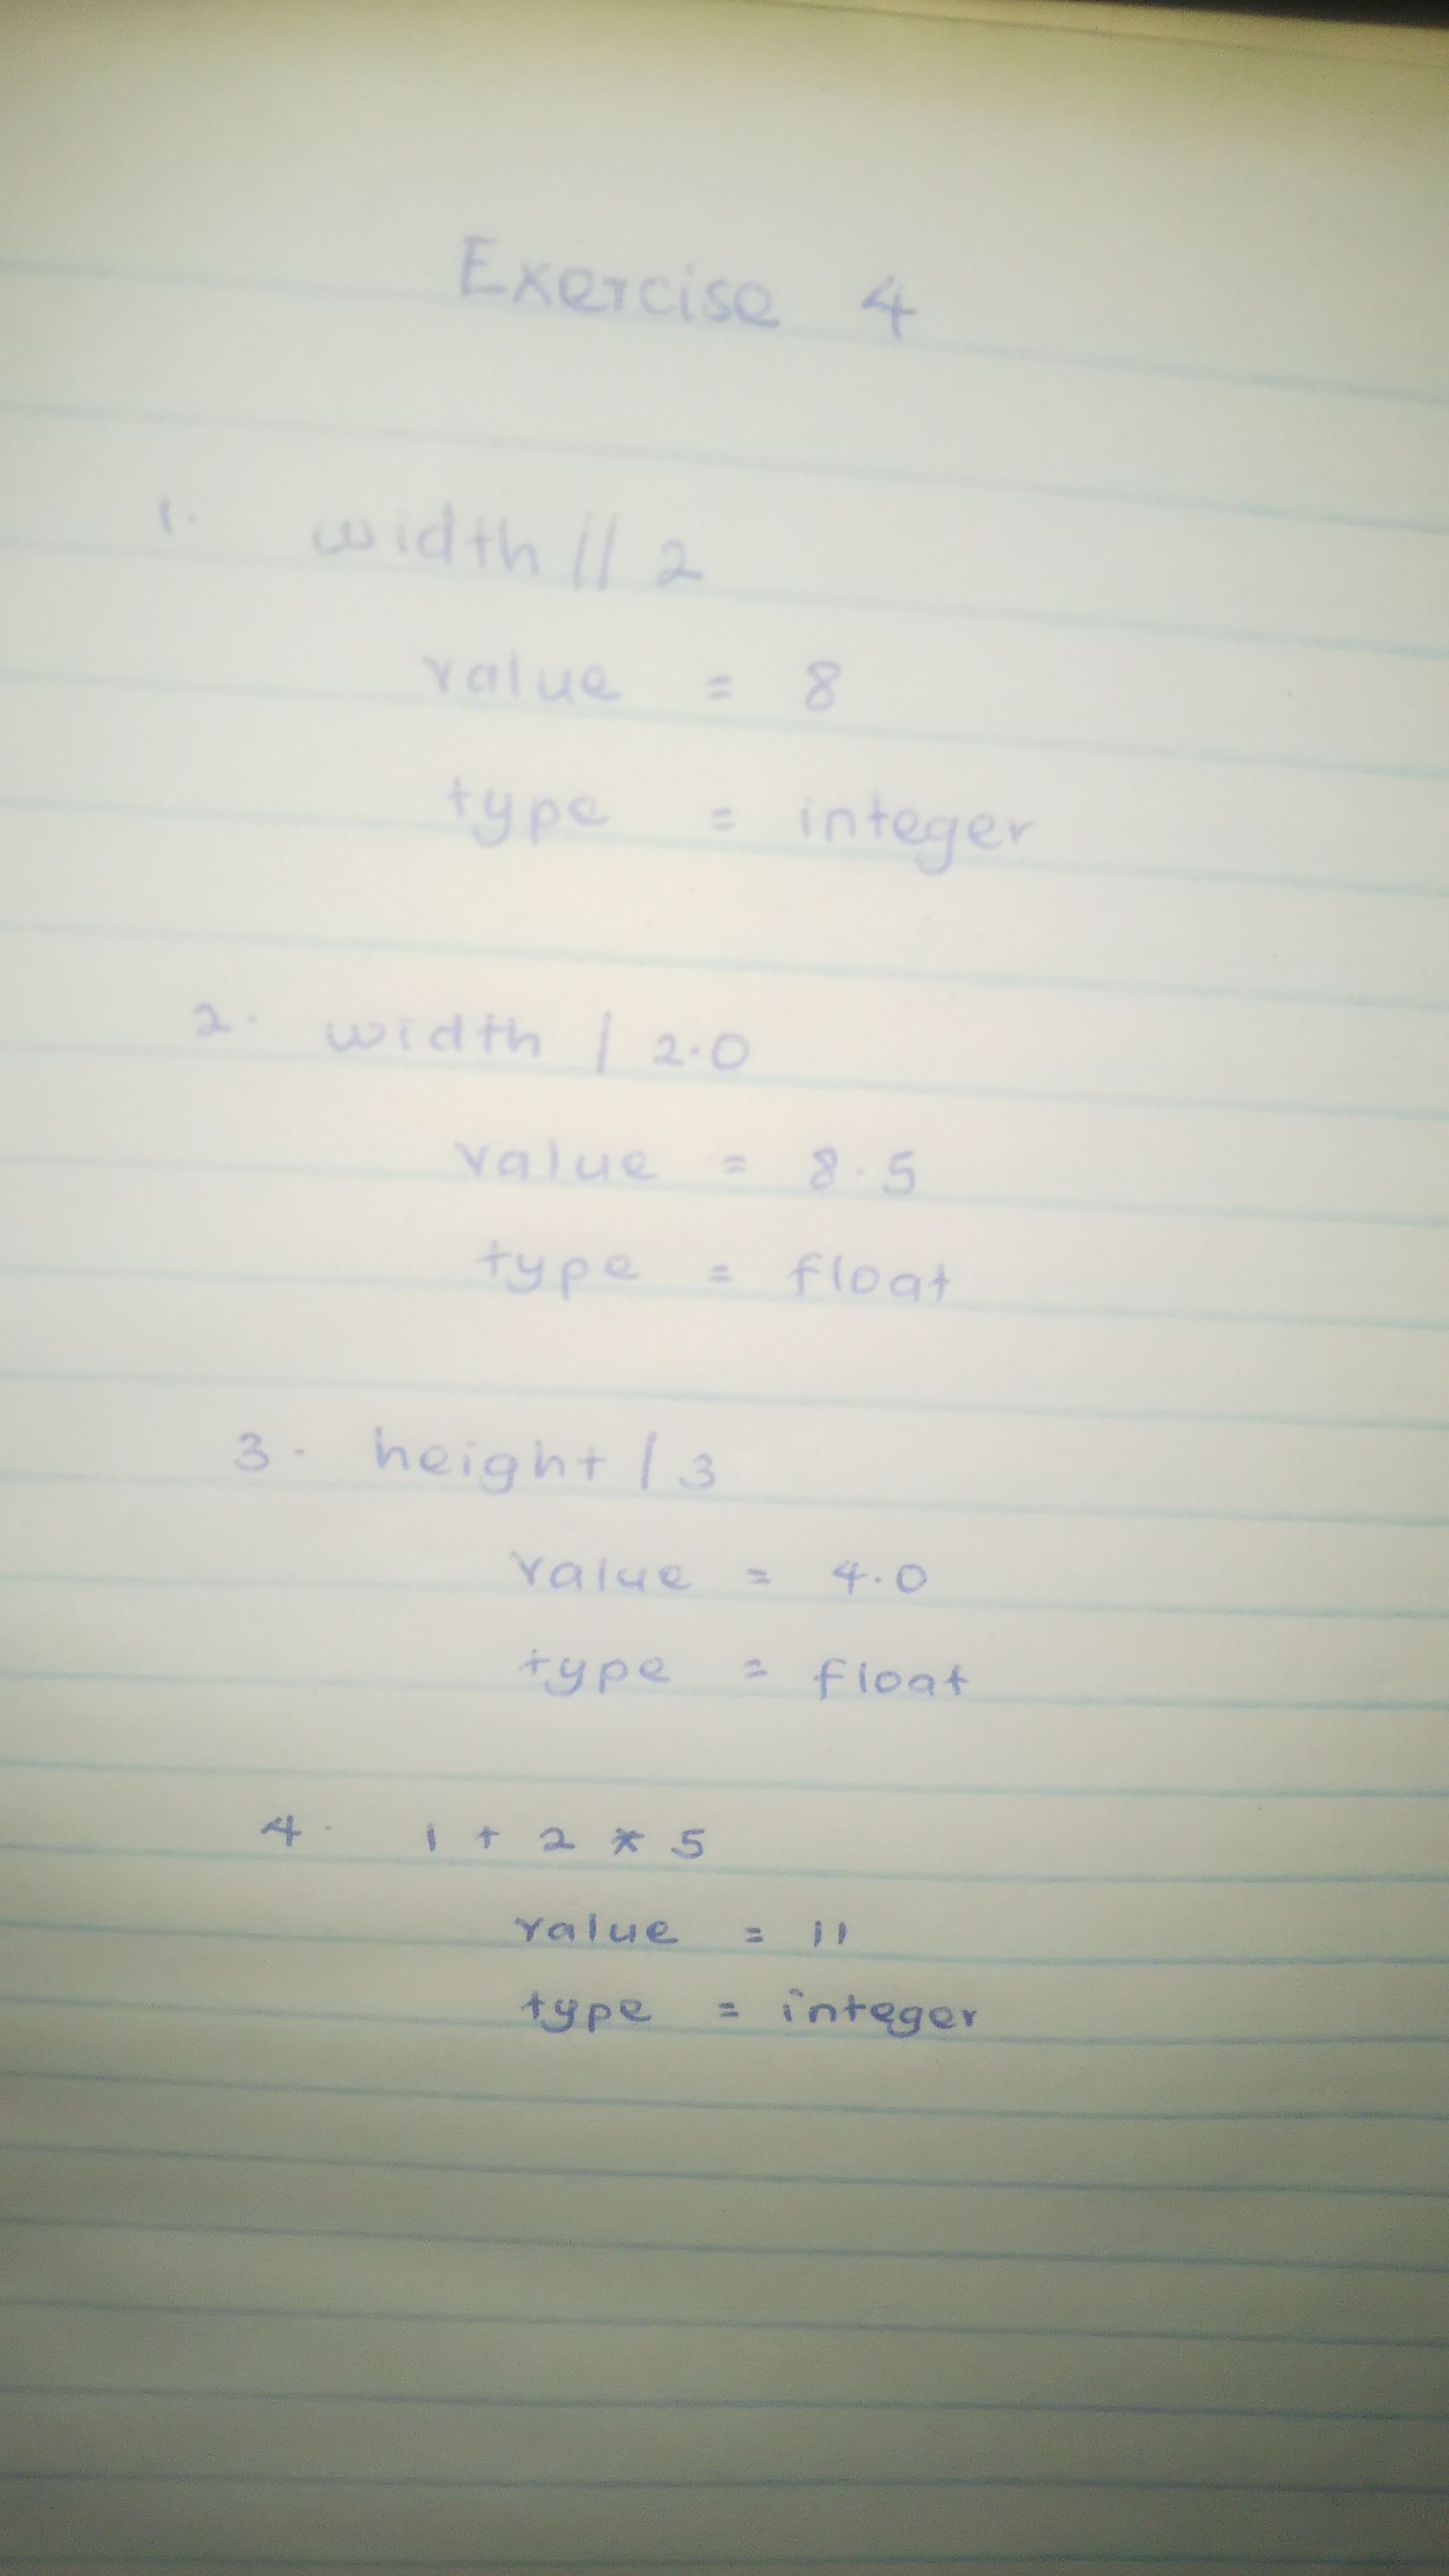 Exercise 4
1. width // 2
value = 8
type = integer
2. width / 2.0
value = 8.5
type = float
3. height / 3
value = 4.0
type = float
4. 1 + 2 * 5
value = 11
type = integer